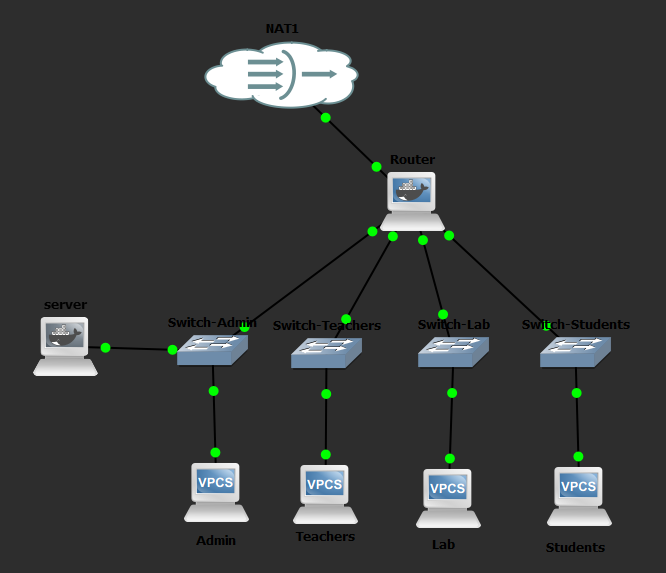 NAT1
Router
server
Switch-Admin
Switch-Teachers
Switch-Lab
Switch-Students
VPCS
VPCS
VPCS
VPCS
Admin
Teachers
Lab
Students